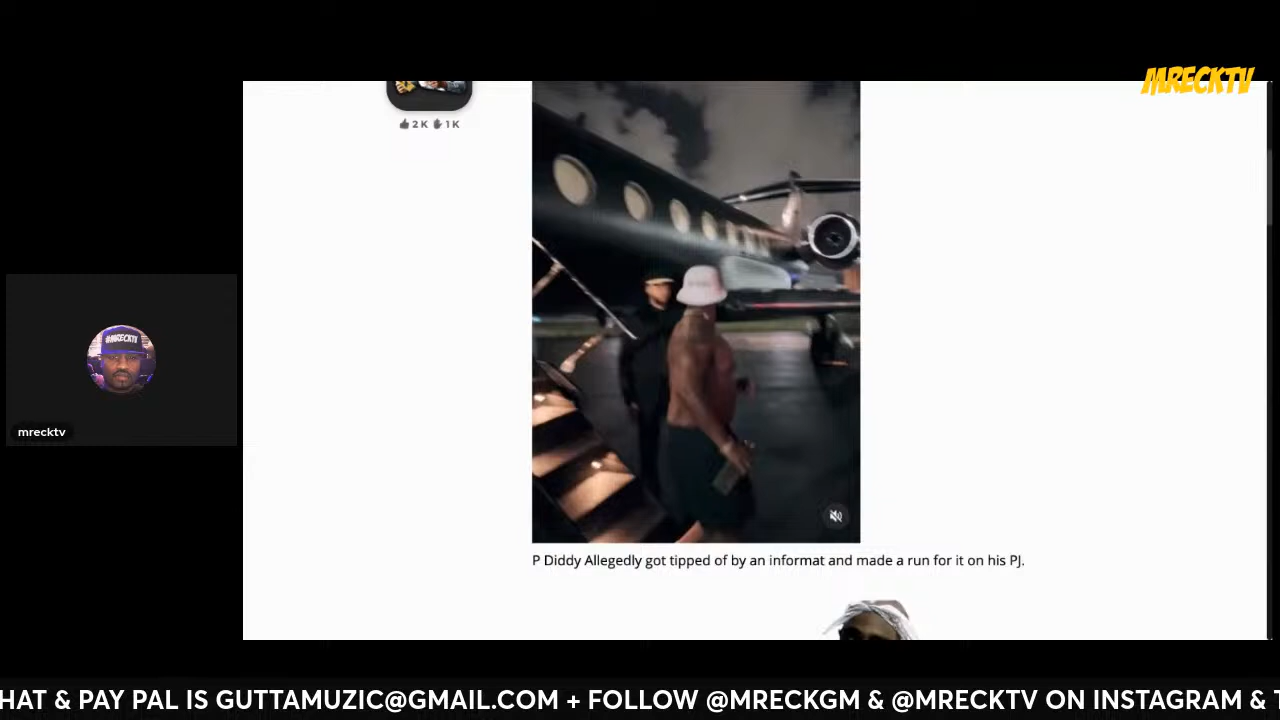 MRECKTV
2K 1K
#MRECKTV
P Diddy Allegedly got tipped of by an informat and made a run for it on his PJ.
mrecktv
HAT & PAY PAL IS GUTTAMUZIC@GMAIL.COM + FOLLOW @MRECKGM & @MRECKTV ON INSTAGRAM &